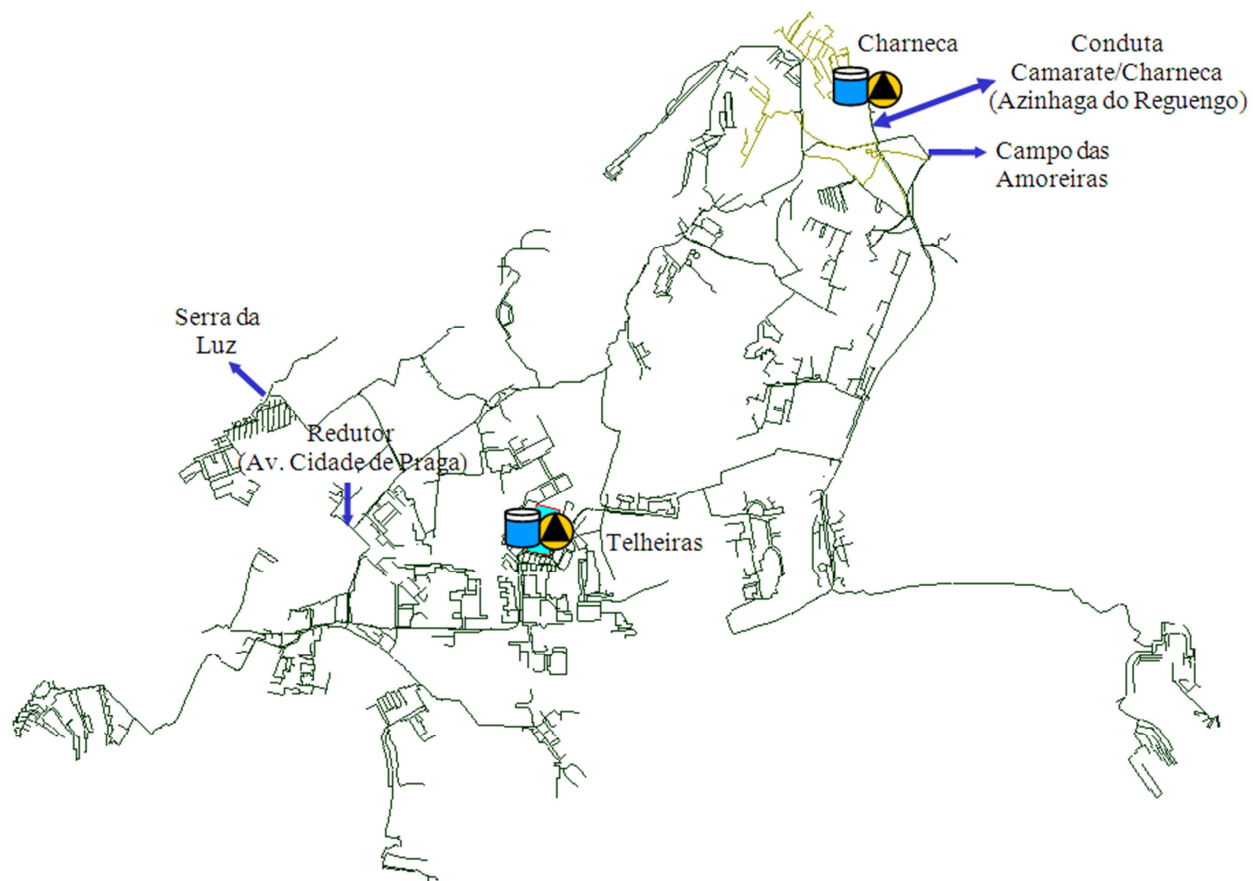 Charneca
Conduta
Camarate/Charneca
(Azinhaga do Reguengo)
Campo das
Amoreiras
Serra da
Luz
Redutor
(Av. Cidade de Praga)
Telheiras